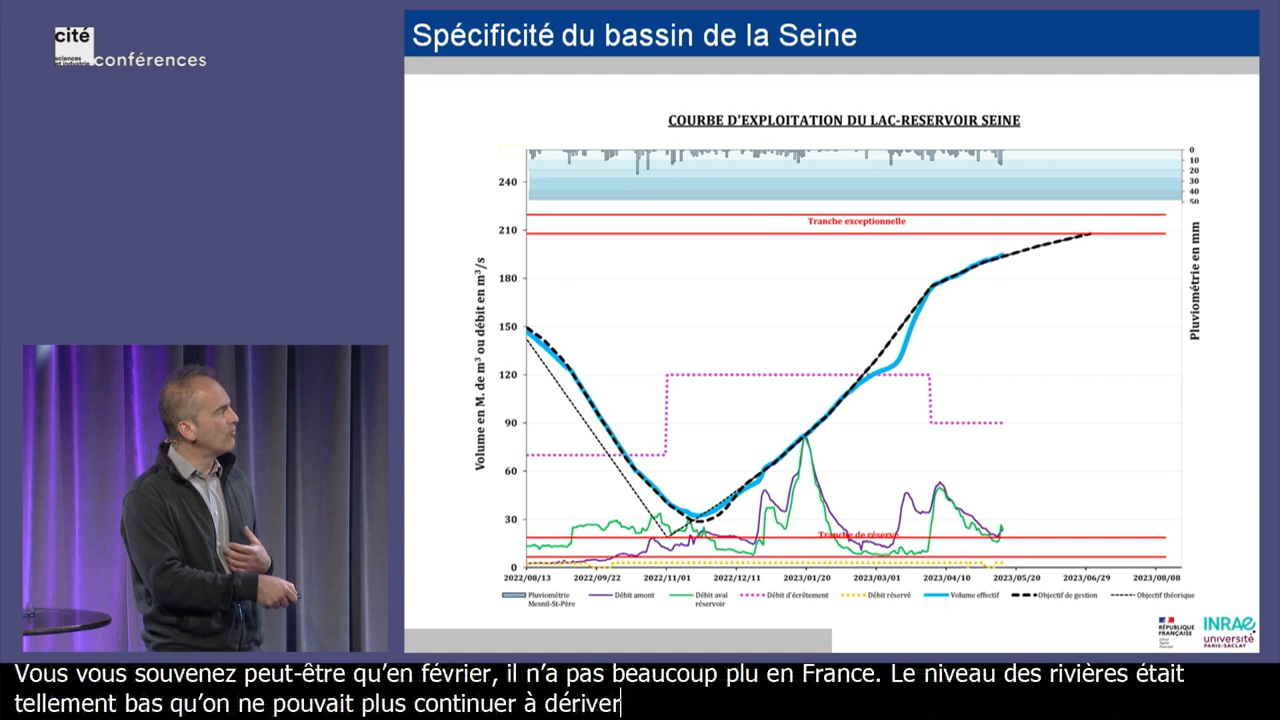 cité
sciences
et industrie
conférences
Spécificité du bassin de la Seine
COURBE D'EXPLOITATION DU LAC-RESERVOIR SEINE
Volume en M. de m³ ou débit en m³/s
240
210
180
150
120
90
60
30
0
Tranche exceptionnelle
Tranche de réserve
0
10
20
30
40
50
Pluviométrie en mm
2022/08/13 2022/09/22 2022/11/01 2022/12/11 2023/01/20 2023/03/01 2023/04/10 2023/05/20 2023/06/29 2023/08/08
Pluviométrie Mesnil-St-Père
Débit amont
Débit aval réservoir
Débit d'écrêtement
Débit réservé
Volume effectif
Objectif de gestion
Objectif théorique
RÉPUBLIQUE
FRANÇAISE
INRAE
université
PARIS-SACLAY
Vous vous souvenez peut-être qu'en février, il n'a pas beaucoup plu en France. Le niveau des rivières était
tellement bas qu'on ne pouvait plus continuer à dériver